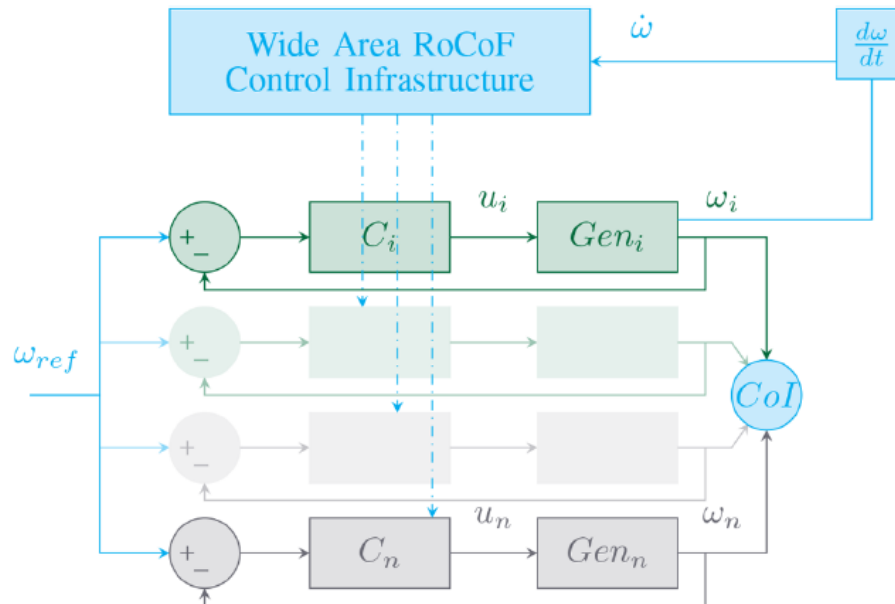 Wide Area RoCoF
Control Infrastructure
ω̇
dω
dt
+
−
C_i
u_i
Gen_i
ω_i
ω_ref
+
−
CoI
+
−
+
−
C_n
u_n
Gen_n
ω_n